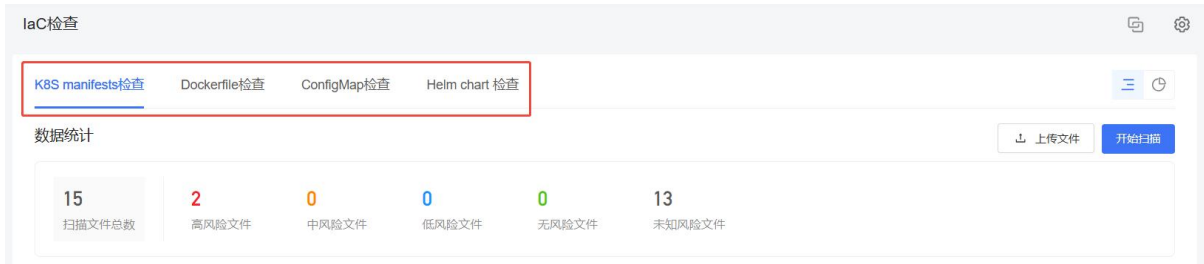 IaC检查
K8S manifests检查 Dockerfile检查 ConfigMap检查 Helm chart 检查
数据统计 上传文件 开始扫描
15 2 0 0 0 13
扫描文件总数 高风险文件 中风险文件 低风险文件 无风险文件 未知风险文件